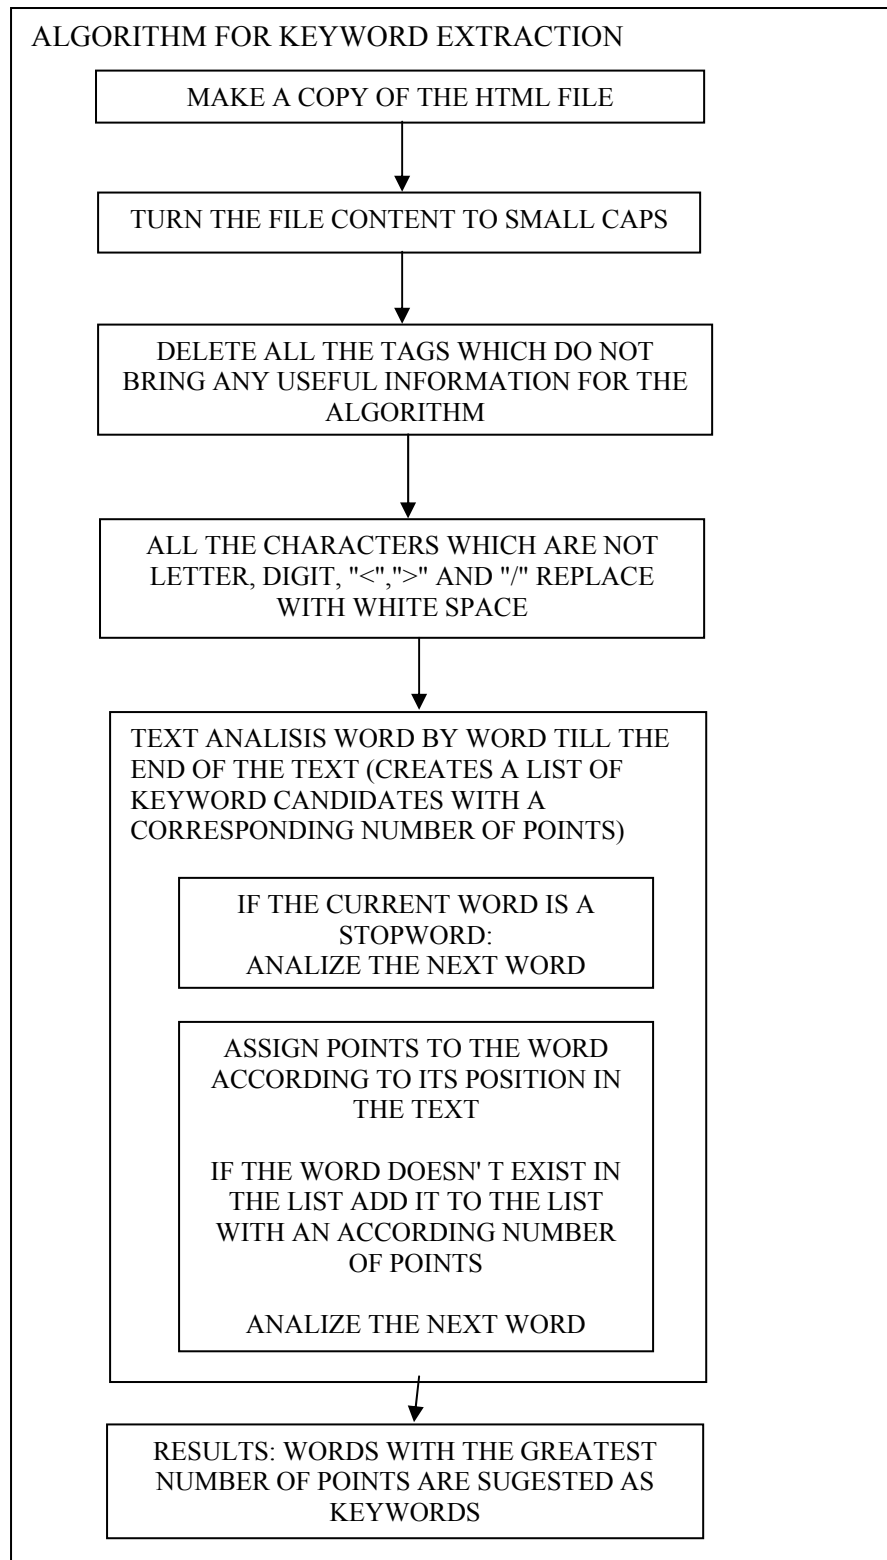 ALGORITHM FOR KEYWORD EXTRACTION
MAKE A COPY OF THE HTML FILE
TURN THE FILE CONTENT TO SMALL CAPS
DELETE ALL THE TAGS WHICH DO NOT
BRING ANY USEFUL INFORMATION FOR THE
ALGORITHM
ALL THE CHARACTERS WHICH ARE NOT
LETTER, DIGIT, "<",">" AND "/" REPLACE
WITH WHITE SPACE
TEXT ANALISIS WORD BY WORD TILL THE
END OF THE TEXT (CREATES A LIST OF
KEYWORD CANDIDATES WITH A
CORRESPONDING NUMBER OF POINTS)
IF THE CURRENT WORD IS A
STOPWORD:
ANALIZE THE NEXT WORD
ASSIGN POINTS TO THE WORD
ACCORDING TO ITS POSITION IN
THE TEXT
IF THE WORD DOESN' T EXIST IN
THE LIST ADD IT TO THE LIST
WITH AN ACCORDING NUMBER
OF POINTS
ANALIZE THE NEXT WORD
RESULTS: WORDS WITH THE GREATEST
NUMBER OF POINTS ARE SUGESTED AS
KEYWORDS